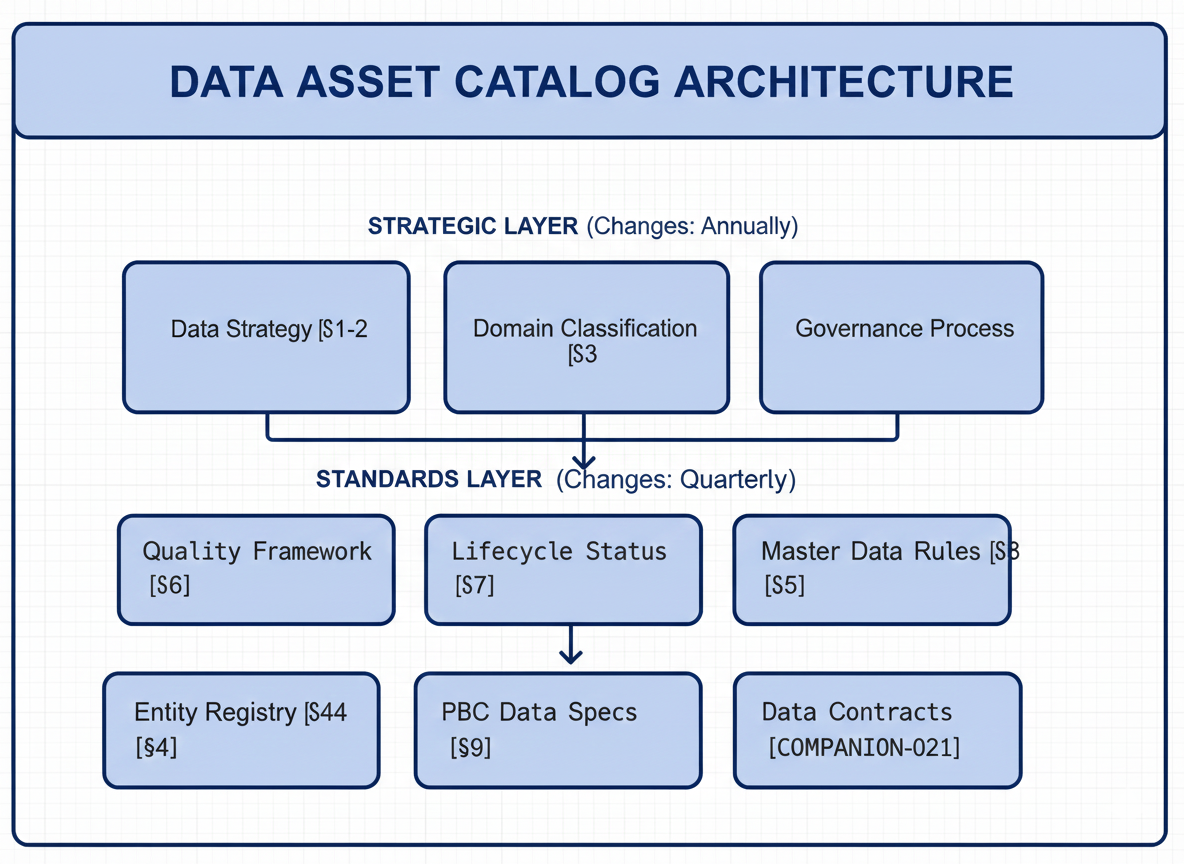 DATA ASSET CATALOG ARCHITECTURE
STRATEGIC LAYER (Changes: Annually)
Data Strategy [§1-2
Domain Classification
[§3
Governance Process
STANDARDS LAYER (Changes: Quarterly)
Quality Framework
[§6]
Lifecycle Status
[§7]
Master Data Rules [§8
[§5]
Entity Registry [§44
[§4]
PBC Data Specs
[§9]
Data Contracts
[COMPANION-021]